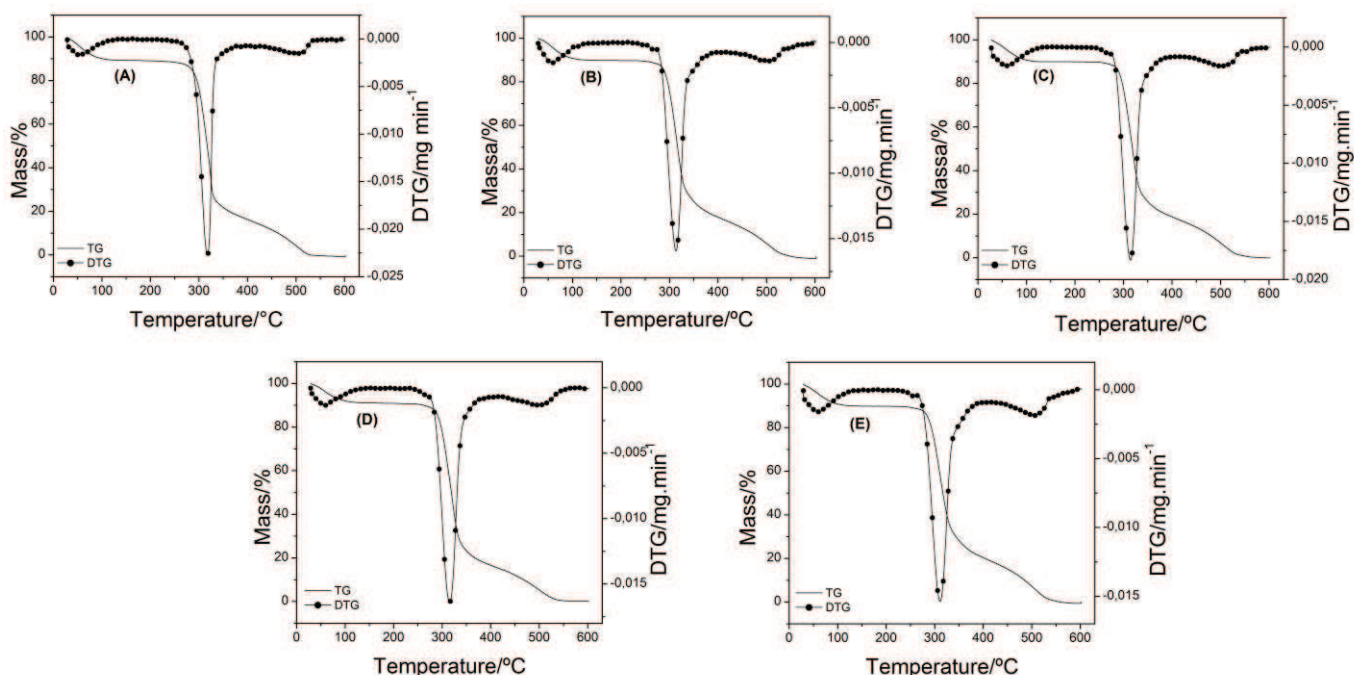 100
80
60
40
20
0
Mass/%
(A)
TG
DTG
0,000
-0,005
-0,010
-0,015
-0,020
-0,025
DTG/mg min-1
0 100 200 300 400 500 600
Temperature/°C
100
80
60
40
20
0
Massa/%
(B)
TG
DTG
0,000
-0,005
-0,010
-0,015
DTG/mg.min-1
0 100 200 300 400 500 600
Temperature/ºC
100
80
60
40
20
0
Massa/%
(C)
TG
DTG
0,000
-0,005
-0,010
-0,015
-0,020
DTG/mg.min-1
0 100 200 300 400 500 600
Temperature/ºC
100
80
60
40
20
0
Mass/%
(D)
TG
DTG
0,000
-0,005
-0,010
-0,015
DTG/mg.min-1
0 100 200 300 400 500 600
Temperature/ºC
100
80
60
40
20
0
Mass/%
(E)
TG
DTG
0,000
-0,005
-0,010
-0,015
DTG/mg.min-1
0 100 200 300 400 500 600
Temperature/ºC